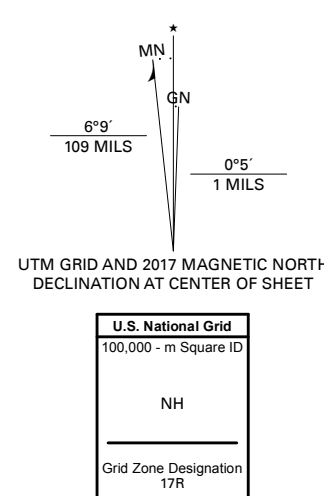 ★
MN
GN
6°9´
109 MILS
0°5´
1 MILS
UTM GRID AND 2017 MAGNETIC NORTH
DECLINATION AT CENTER OF SHEET
U.S. National Grid
100,000 - m Square ID
NH
Grid Zone Designation
17R